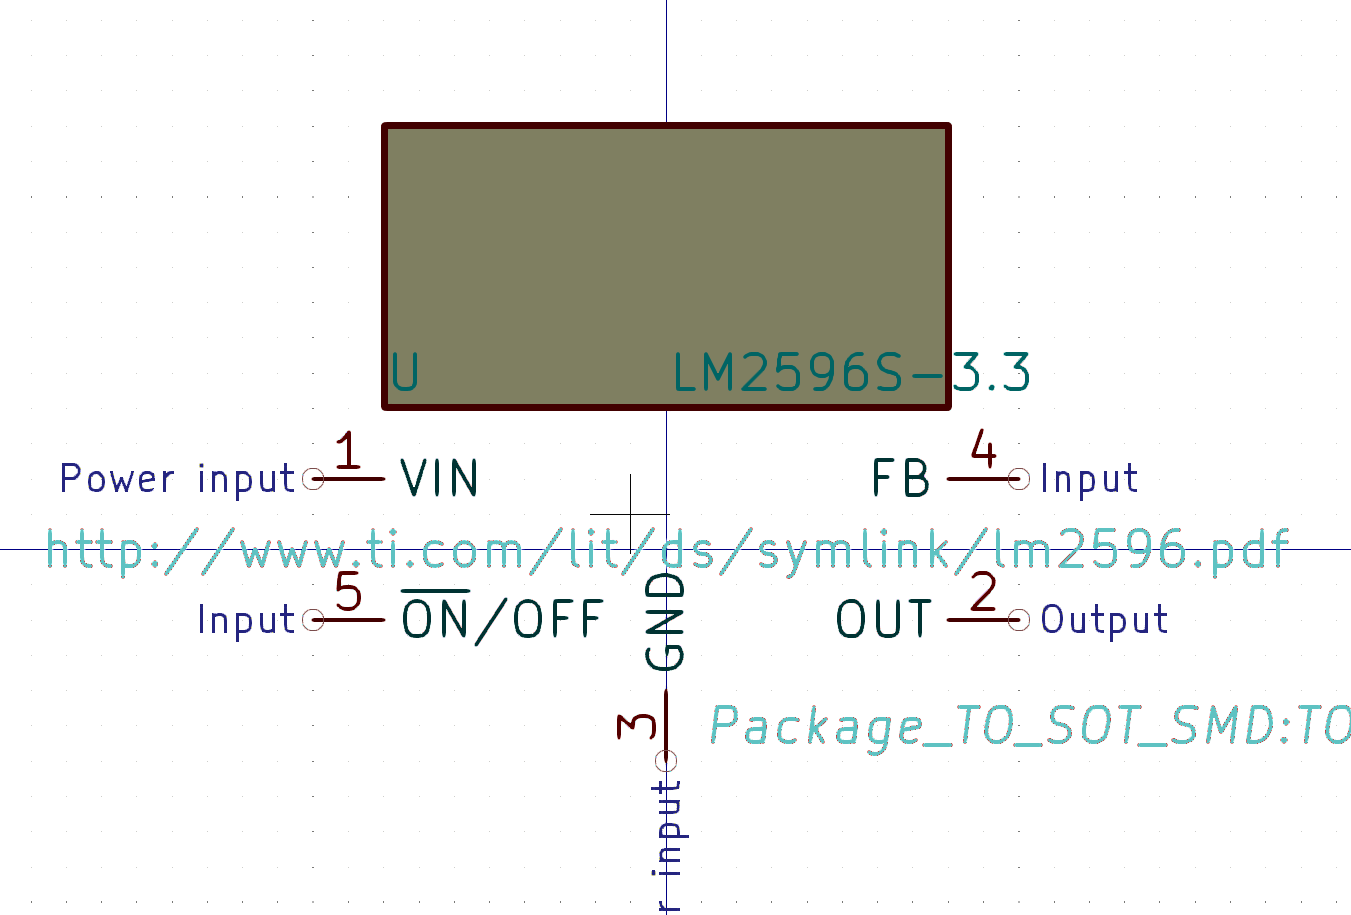 U LM2596S-3.3
1 4
Power input VIN FB Input
http://www.ti.com/lit/ds/symlink/lm2596.pdf
5 2
Input ON/OFF GND OUT Output
3 Package_TO_SOT_SMD:TO
r input